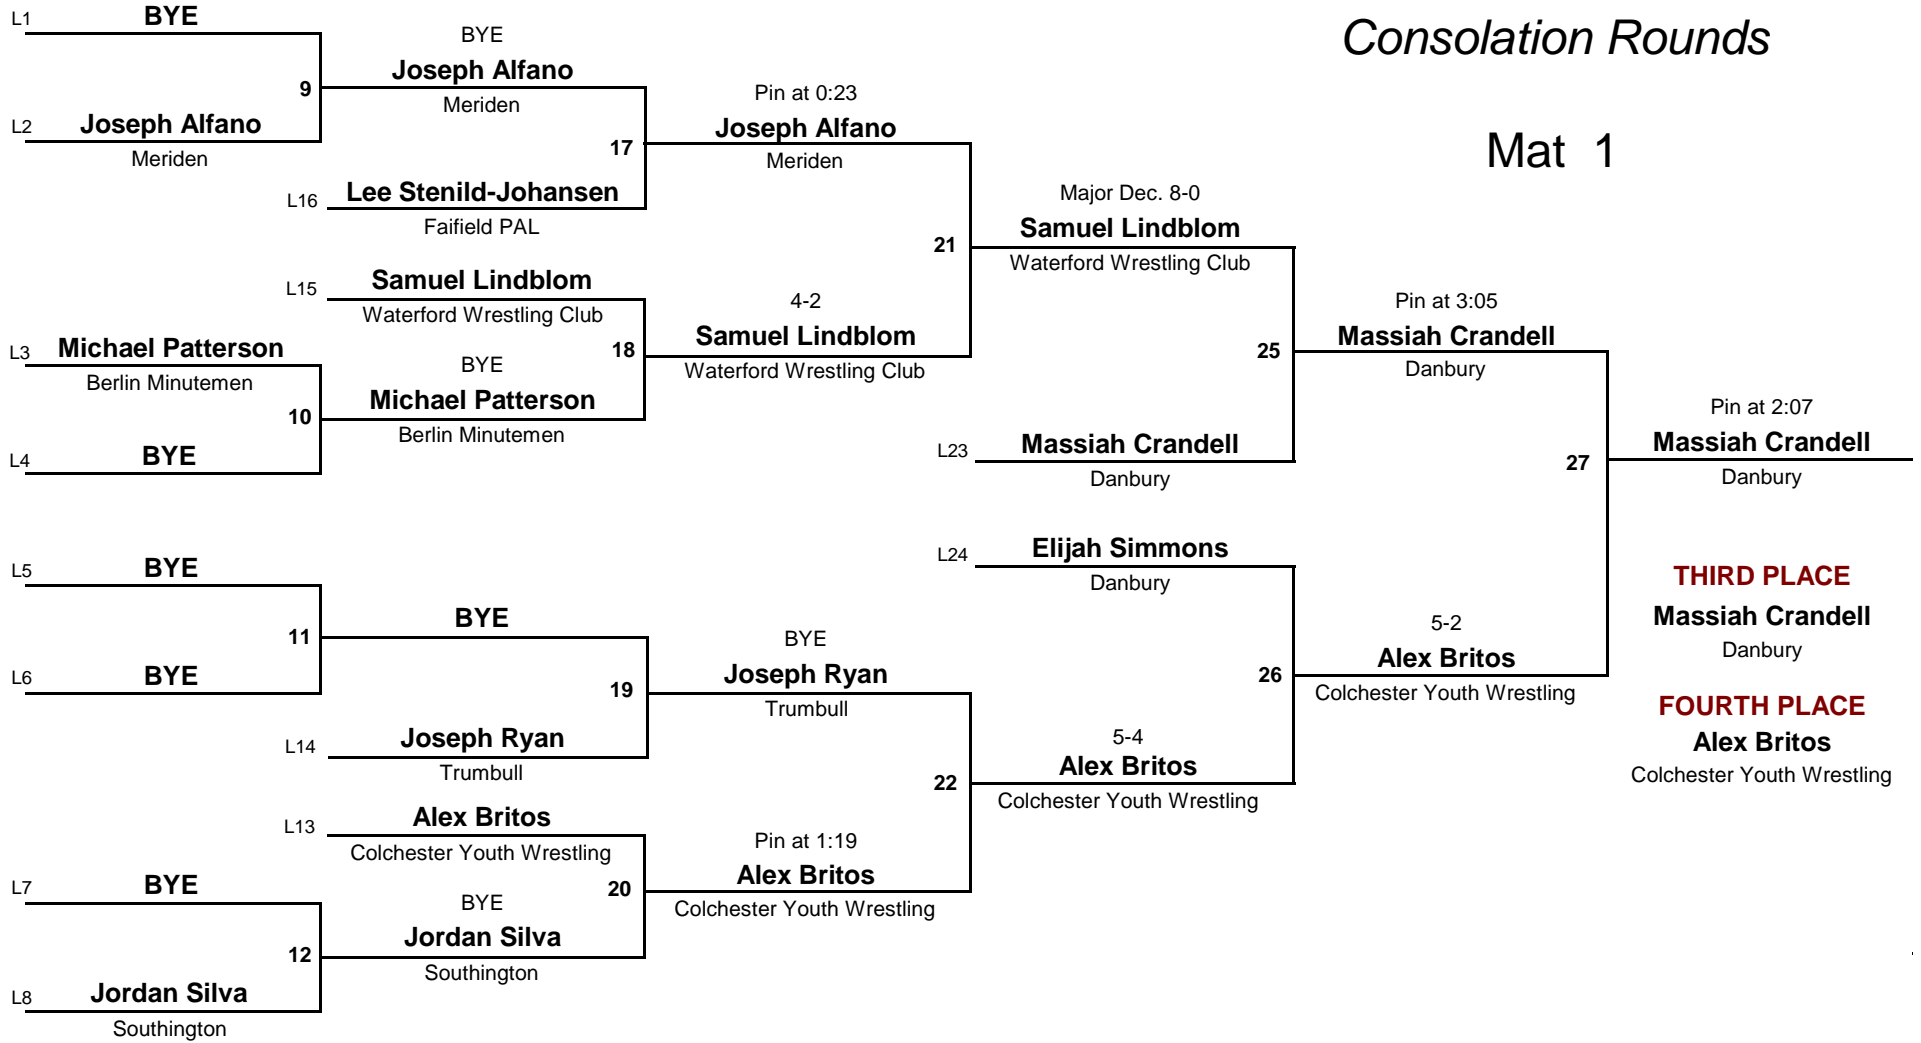 Consolation Rounds
Mat 1
L1 BYE
9
L2 Joseph Alfano
Meriden
BYE
Joseph Alfano
Meriden
17
L16 Lee Stenild-Johansen
Faifield PAL
Pin at 0:23
Joseph Alfano
Meriden
21
L15 Samuel Lindblom
Waterford Wrestling Club
18
L3 Michael Patterson
Berlin Minutemen
10
L4 BYE
BYE
Michael Patterson
Berlin Minutemen
4-2
Samuel Lindblom
Waterford Wrestling Club
Major Dec. 8-0
Samuel Lindblom
Waterford Wrestling Club
25
L23 Massiah Crandell
Danbury
Pin at 3:05
Massiah Crandell
Danbury
27
Pin at 2:07
Massiah Crandell
Danbury
L5 BYE
11
L6 BYE
BYE
19
L14 Joseph Ryan
Trumbull
BYE
Joseph Ryan
Trumbull
22
L13 Alex Britos
Colchester Youth Wrestling
20
L7 BYE
12
L8 Jordan Silva
Southington
BYE
Jordan Silva
Southington
Pin at 1:19
Alex Britos
Colchester Youth Wrestling
L24 Elijah Simmons
Danbury
26
5-4
Alex Britos
Colchester Youth Wrestling
5-2
Alex Britos
Colchester Youth Wrestling
THIRD PLACE
Massiah Crandell
Danbury
FOURTH PLACE
Alex Britos
Colchester Youth Wrestling